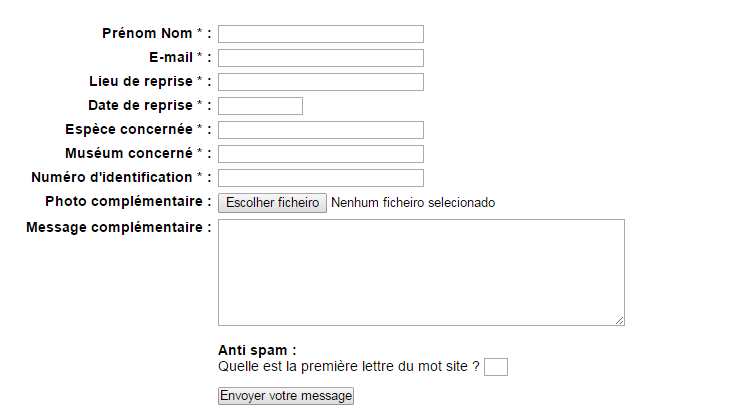 Prénom Nom * :
E-mail * :
Lieu de reprise * :
Date de reprise * :
Espèce concernée * :
Muséum concerné * :
Numéro d'identification * :
Photo complémentaire : Escolher ficheiro Nenhum ficheiro selecionado
Message complémentaire :
Anti spam :
Quelle est la première lettre du mot site ?
Envoyer votre message